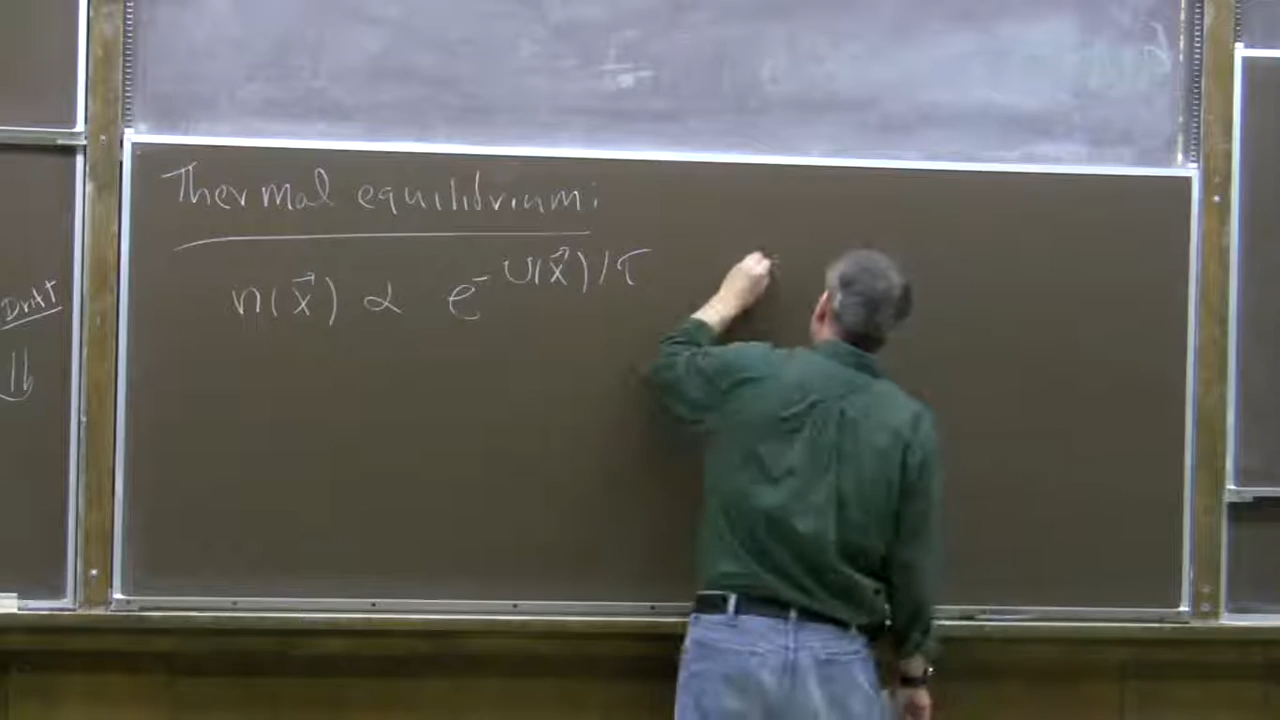 Thermal equilibrium:
n(x⃗) ∝ e^{-U(x⃗)/τ}
Drift